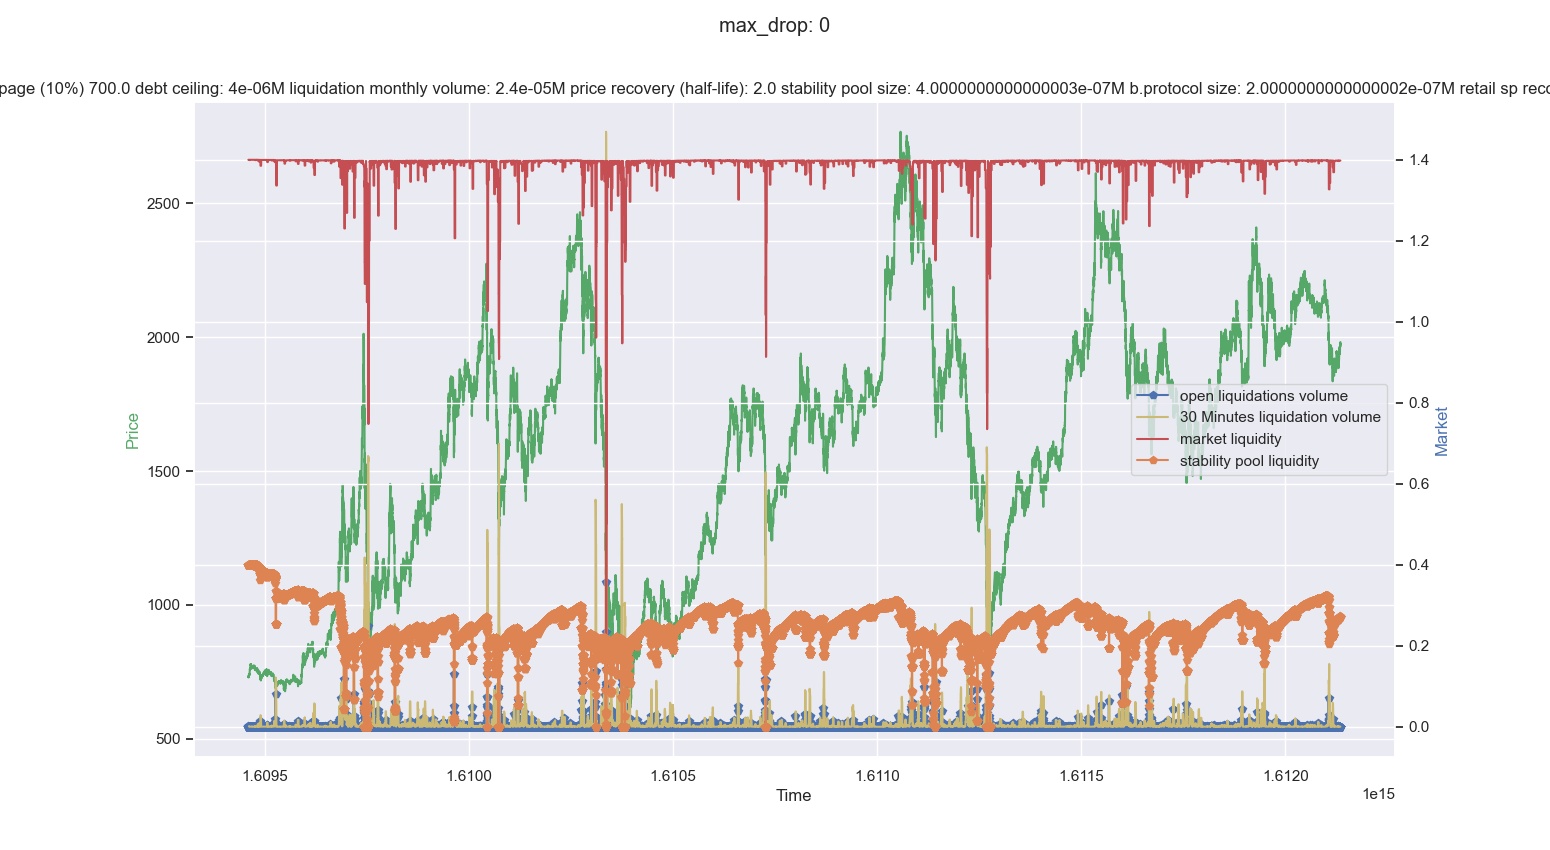 max_drop: 0
page (10%) 700.0 debt ceiling: 4e-06M liquidation monthly volume: 2.4e-05M price recovery (half-life): 2.0 stability pool size: 4.0000000000000003e-07M b.protocol size: 2.0000000000000002e-07M retail sp reco
2500
2000
1500
1000
500
Price
1.4
1.2
1.0
0.8
0.6
0.4
0.2
0.0
Market
open liquidations volume
30 Minutes liquidation volume
market liquidity
stability pool liquidity
1.6095
1.6100
1.6105
1.6110
1.6115
1.6120
Time
1e15